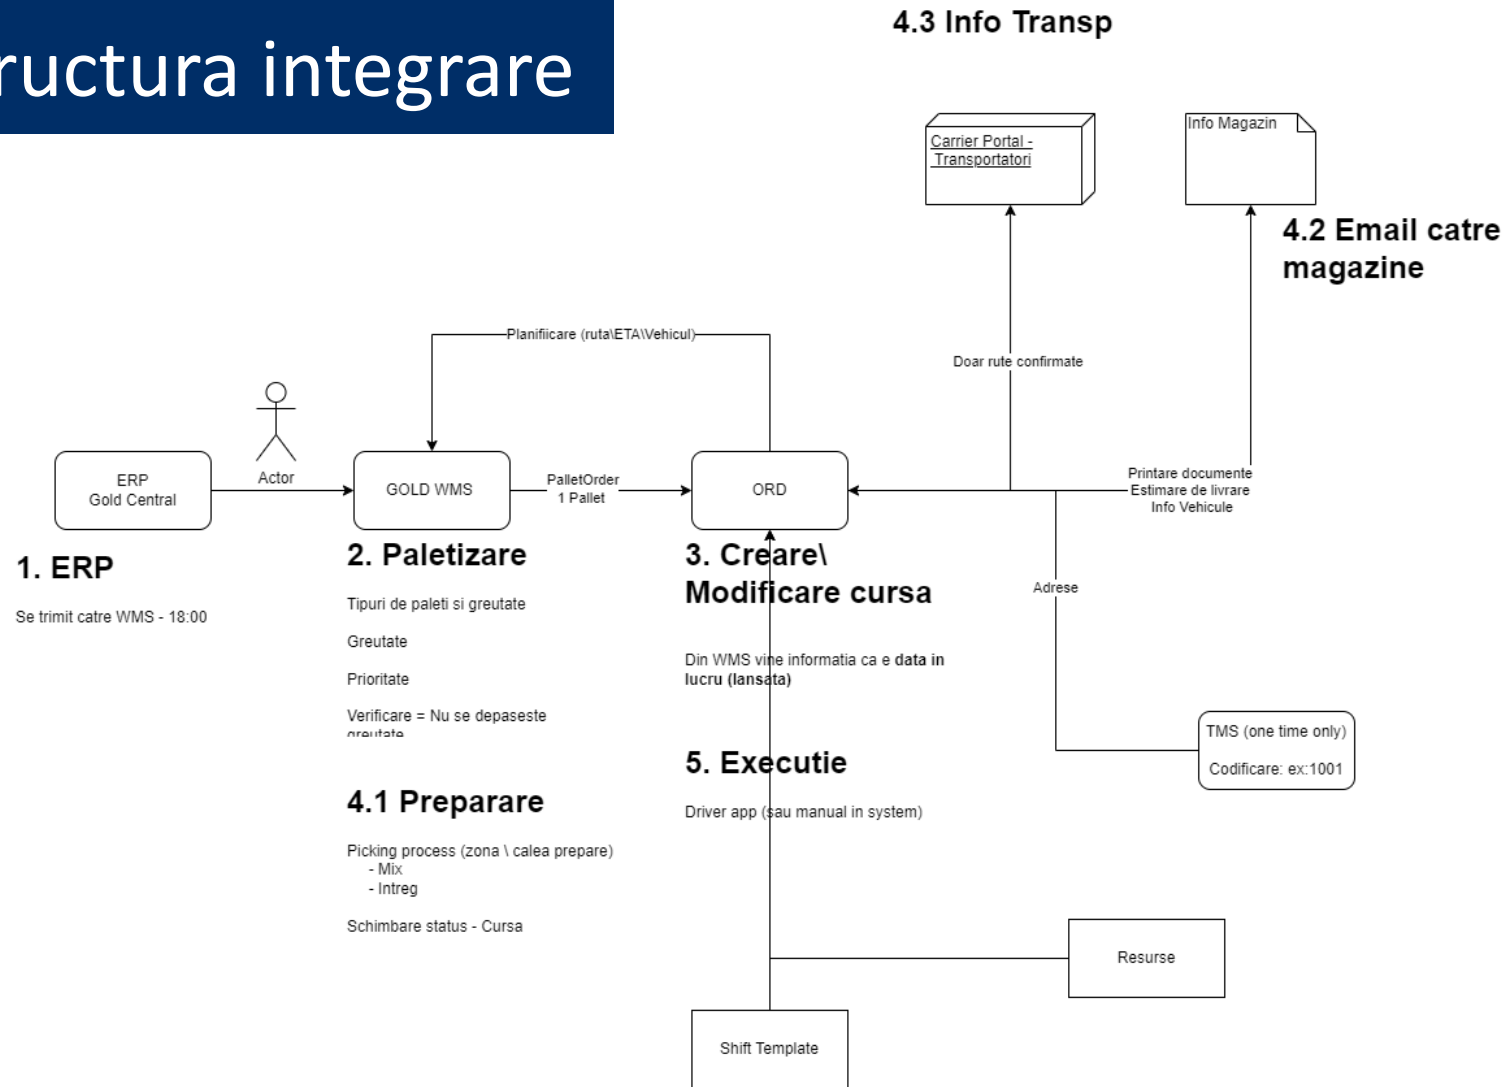 ructura integrare
4.3 Info Transp
Carrier Portal -
Transportatori
Info Magazin
4.2 Email catre
magazine
Planifiicare (ruta\ETA\Vehicul)
Doar rute confirmate
ERP
Gold Central
Actor
GOLD WMS
PalletOrder
1 Pallet
ORD
Printare documente
Estimare de livrare
Info Vehicule
1. ERP
Se trimit catre WMS - 18:00
2. Paletizare
Tipuri de paleti si greutate
Greutate
Prioritate
Verificare = Nu se depaseste
greutate
3. Creare\
Modificare cursa
Din WMS vine informatia ca e data in
lucru (lansata)
Adrese
TMS (one time only)
Codificare: ex:1001
4.1 Preparare
Picking process (zona \ calea prepare)
- Mix
- Intreg
Schimbare status - Cursa
5. Executie
Driver app (sau manual in system)
Resurse
Shift Template